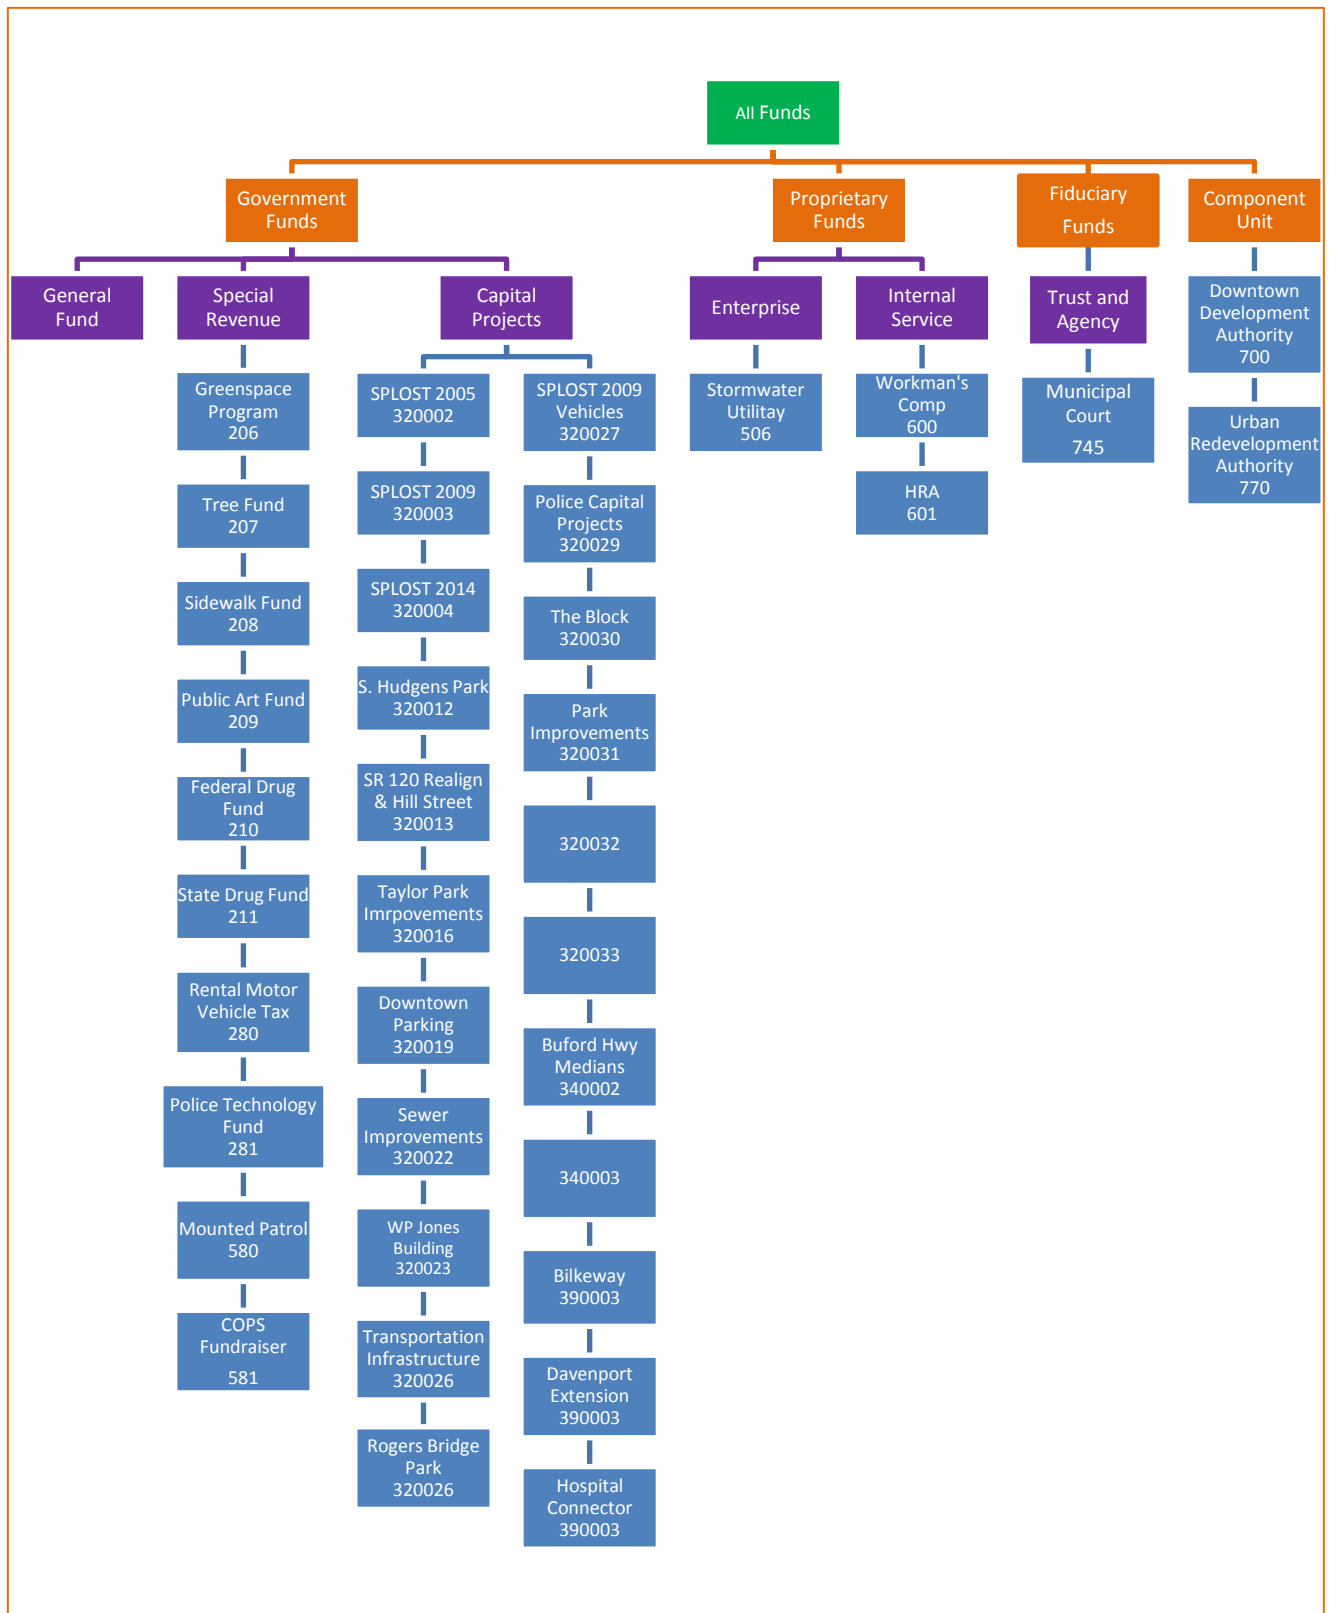 All Funds
Government
Funds
Proprietary
Funds
Fiduciary
Funds
Component
Unit
General
Fund
Special
Revenue
Capital
Projects
Enterprise
Internal
Service
Trust and
Agency
Downtown
Development
Authority
700
Greenspace
Program
206
Tree Fund
207
Sidewalk Fund
208
Public Art Fund
209
Federal Drug
Fund
210
State Drug Fund
211
Rental Motor
Vehicle Tax
280
Police Technology
Fund
281
Mounted Patrol
580
COPS
Fundraiser
581
SPLOST 2005
320002
SPLOST 2009
320003
SPLOST 2014
320004
S. Hudgens Park
320012
SR 120 Realign
& Hill Street
320013
Taylor Park
Imrpovements
320016
Downtown
Parking
320019
Sewer
Improvements
320022
WP Jones
Building
320023
Transportation
Infrastructure
320026
Rogers Bridge
Park
320026
SPLOST 2009
Vehicles
320027
Police Capital
Projects
320029
The Block
320030
Park
Improvements
320031
320032
320033
Buford Hwy
Medians
340002
340003
Bilkeway
390003
Davenport
Extension
390003
Hospital
Connector
390003
Stormwater
Utilitay
506
Workman's
Comp
600
HRA
601
Municipal
Court
745
Urban
Redevelopment
Authority
770